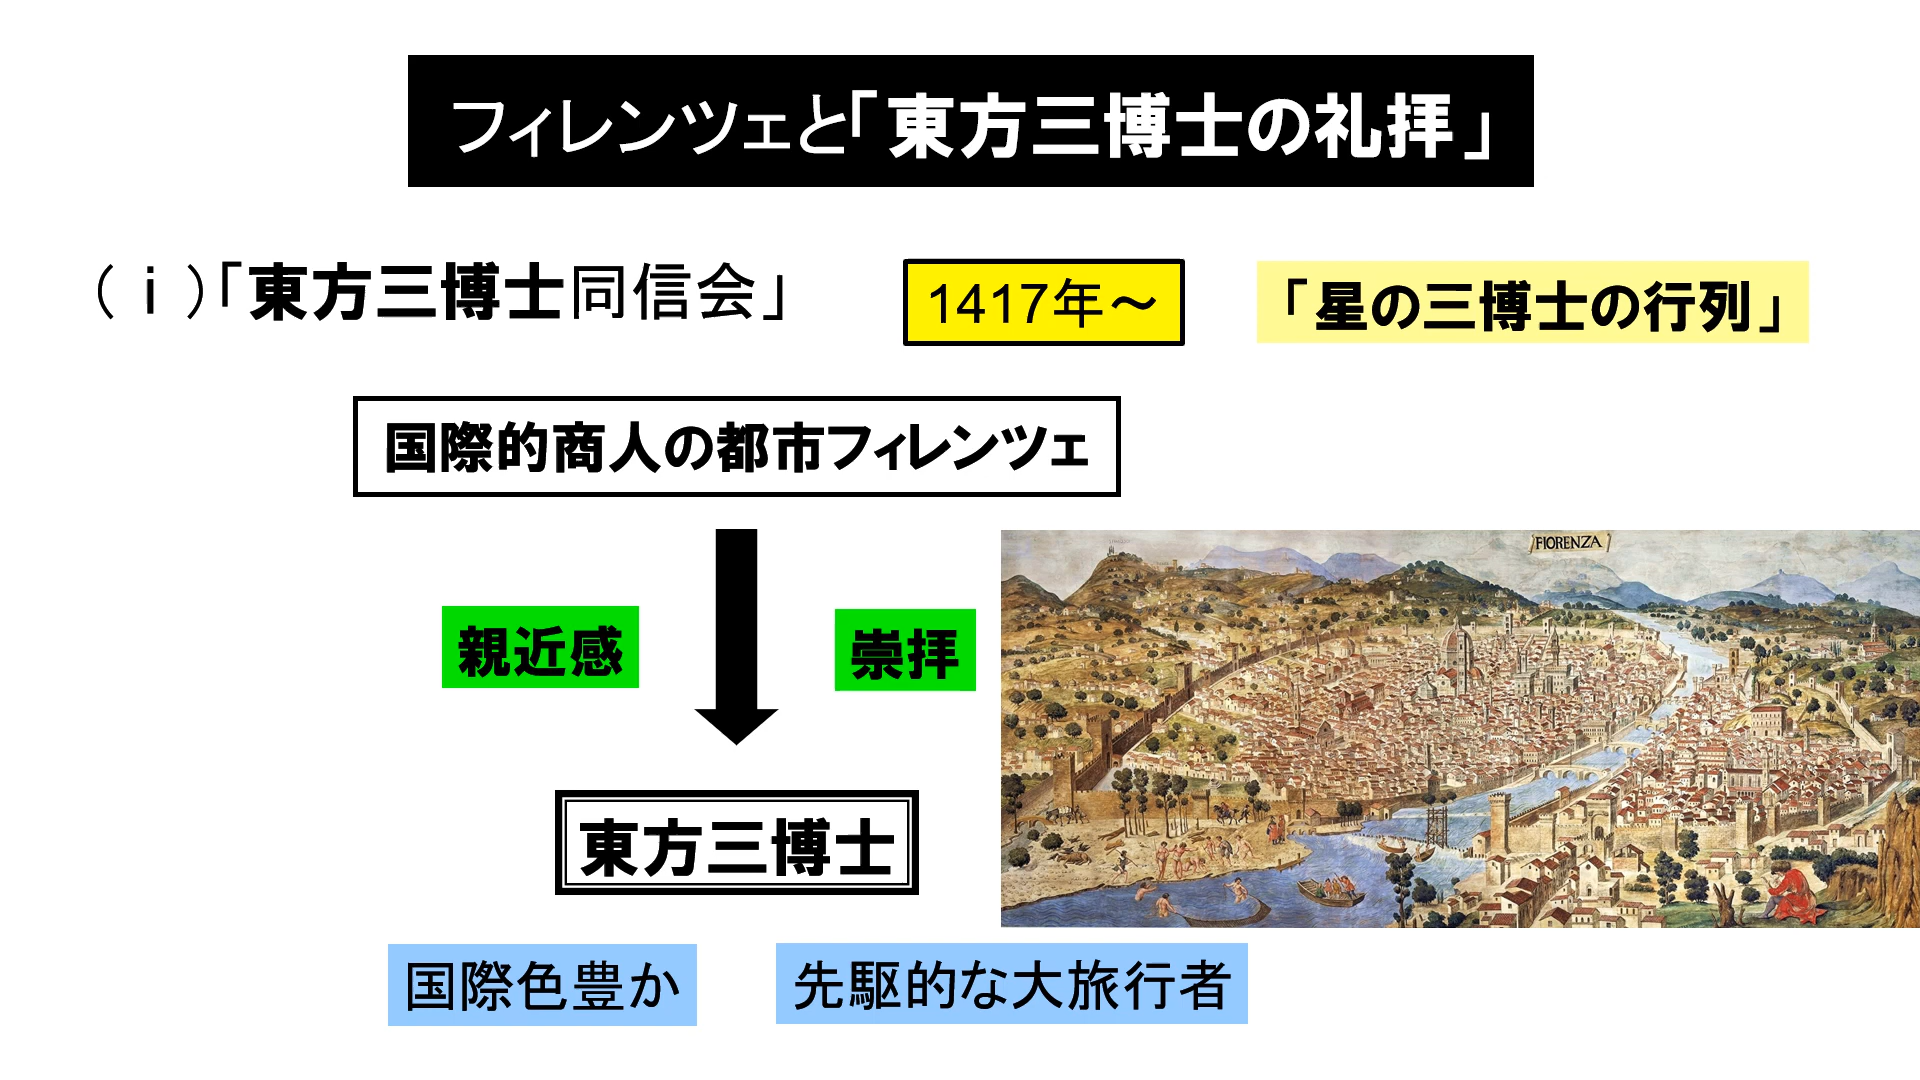 フィレンツェと「東方三博士の礼拝」
(ⅰ)「東方三博士同信会」
1417年～
「星の三博士の行列」
国際的商人の都市フィレンツェ
親近感
崇拝
FIORENZA
東方三博士
国際色豊か
先駆的な大旅行者